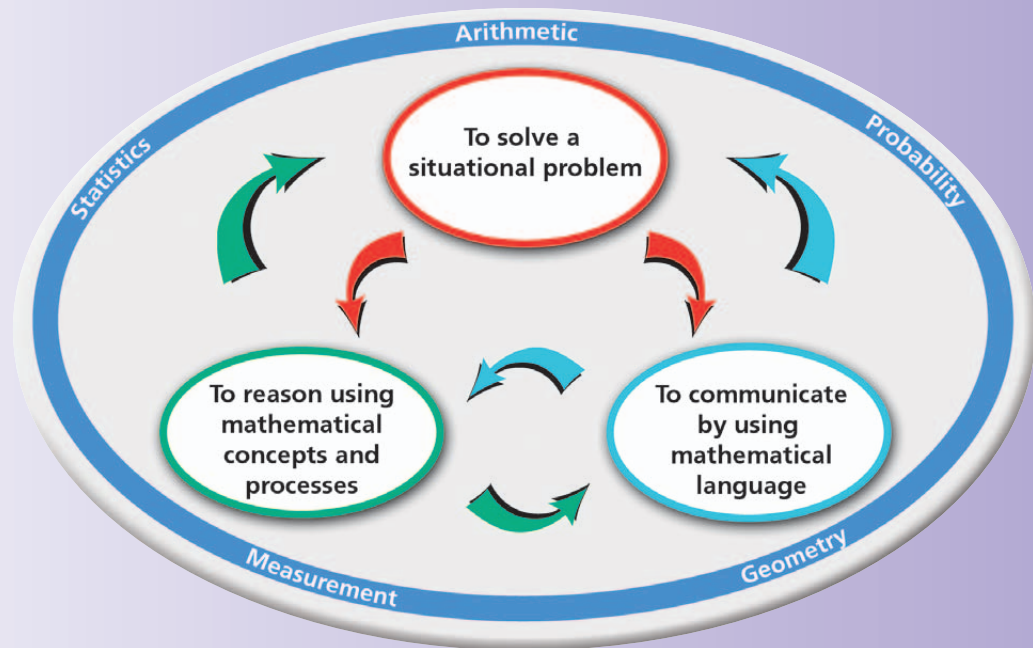 Arithmetic
Statistics
Probability
To solve a
situational problem
To reason using
mathematical
concepts and
processes
To communicate
by using
mathematical
language
Measurement
Geometry